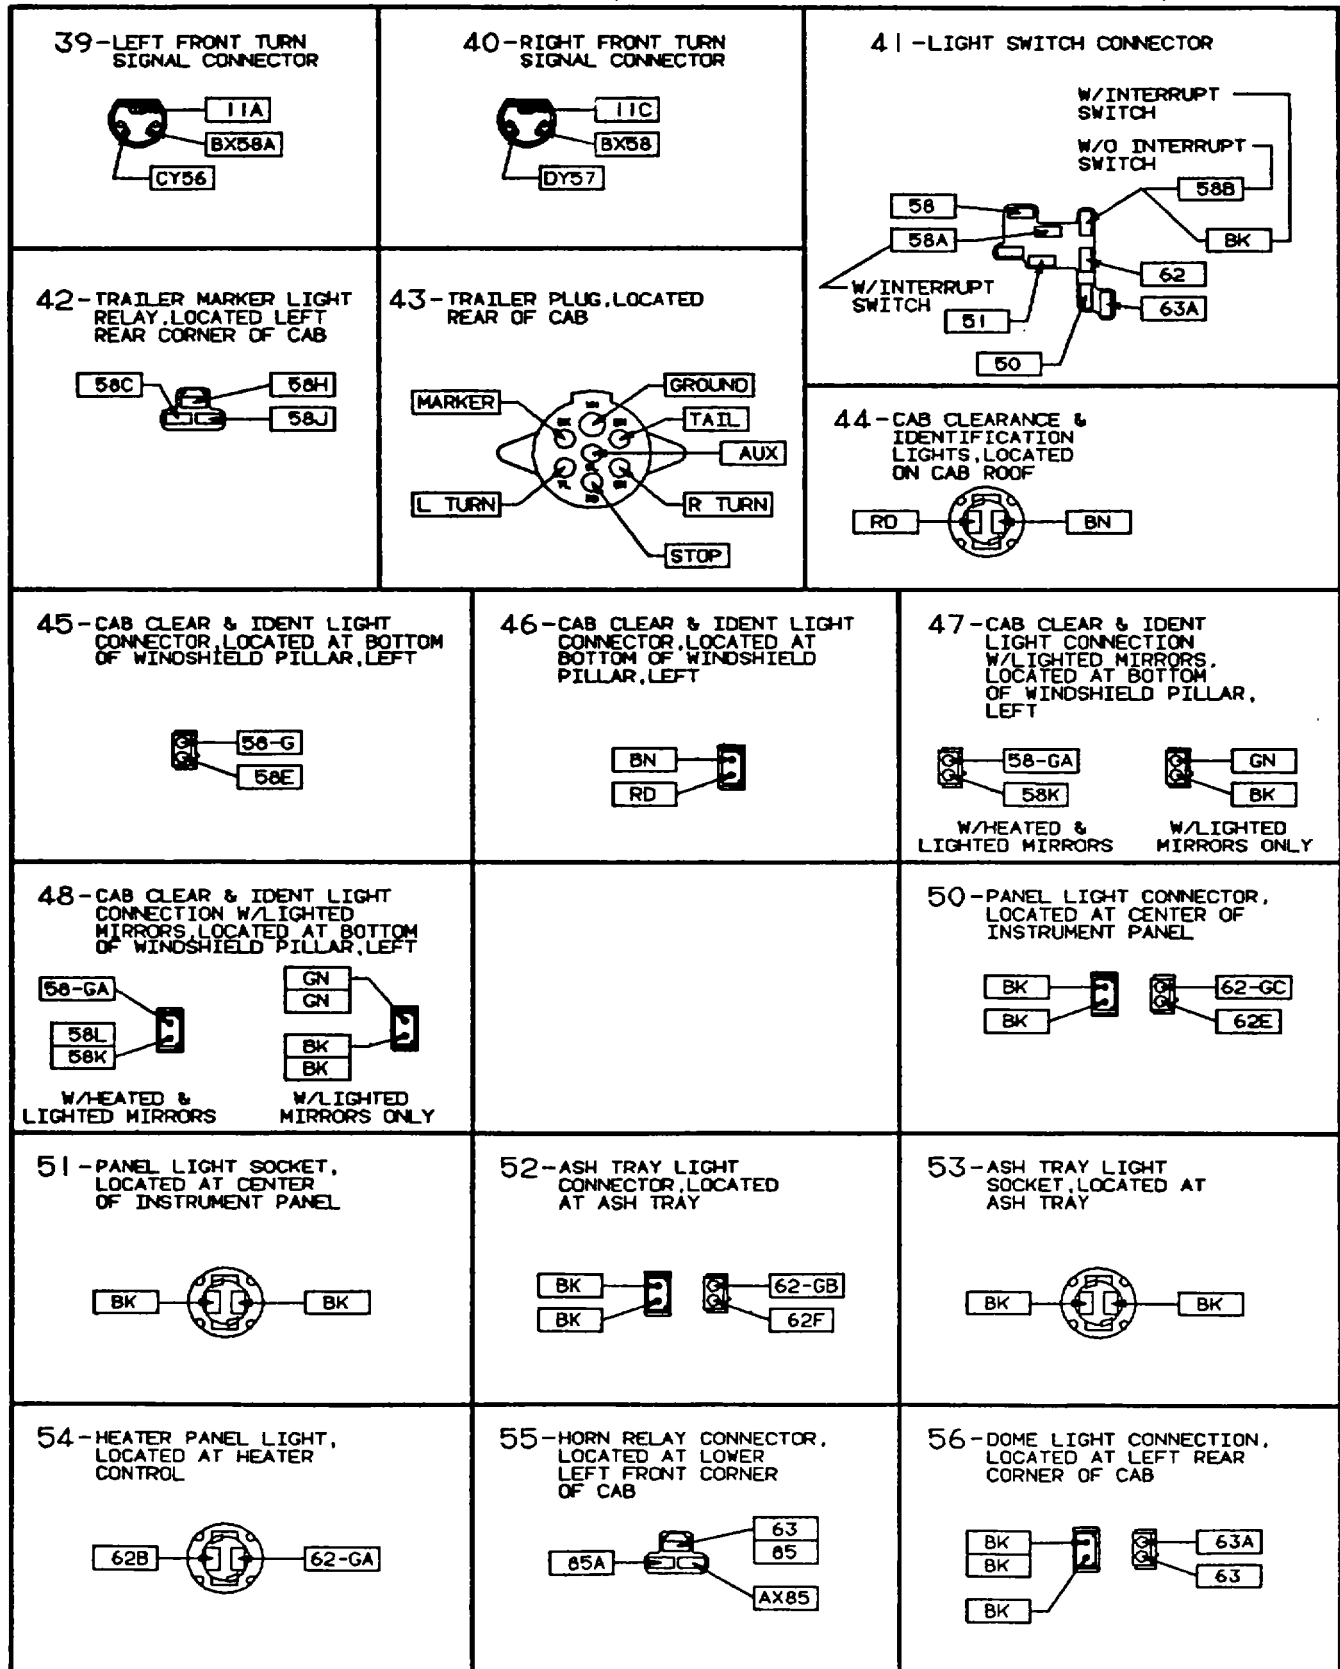 39-LEFT FRONT TURN
SIGNAL CONNECTOR
11A
BX58A
CY56
40-RIGHT FRONT TURN
SIGNAL CONNECTOR
11C
BX58
DY57
41-LIGHT SWITCH CONNECTOR
W/INTERRUPT
SWITCH
W/O INTERRUPT
SWITCH
58
58B
58A
BK
62
W/INTERRUPT
SWITCH
51
63A
50
42-TRAILER MARKER LIGHT
RELAY,LOCATED LEFT
REAR CORNER OF CAB
58C
58H
58J
43-TRAILER PLUG,LOCATED
REAR OF CAB
GROUND
MARKER
TAIL
AUX
L TURN
R TURN
STOP
44-CAB CLEARANCE &
IDENTIFICATION
LIGHTS,LOCATED
ON CAB ROOF
RD
BN
45-CAB CLEAR & IDENT LIGHT
CONNECTOR,LOCATED AT BOTTOM
OF WINDSHIELD PILLAR,LEFT
58-G
58E
46-CAB CLEAR & IDENT LIGHT
CONNECTOR,LOCATED AT
BOTTOM OF WINDSHIELD
PILLAR,LEFT
BN
RD
47-CAB CLEAR & IDENT
LIGHT CONNECTION
W/LIGHTED MIRRORS,
LOCATED AT BOTTOM
OF WINDSHIELD PILLAR,
LEFT
58-GA
58K
GN
BK
W/HEATED &
LIGHTED MIRRORS
W/LIGHTED
MIRRORS ONLY
48-CAB CLEAR & IDENT LIGHT
CONNECTION W/LIGHTED
MIRRORS,LOCATED AT BOTTOM
OF WINDSHIELD PILLAR,LEFT
58-GA
58L
58K
GN
GN
BK
BK
W/HEATED &
LIGHTED MIRRORS
W/LIGHTED
MIRRORS ONLY
50-PANEL LIGHT CONNECTOR,
LOCATED AT CENTER OF
INSTRUMENT PANEL
BK
BK
62-GC
62E
51-PANEL LIGHT SOCKET,
LOCATED AT CENTER
OF INSTRUMENT PANEL
BK
BK
52-ASH TRAY LIGHT
CONNECTOR,LOCATED
AT ASH TRAY
BK
BK
62-GB
62F
53-ASH TRAY LIGHT
SOCKET,LOCATED AT
ASH TRAY
BK
BK
54-HEATER PANEL LIGHT,
LOCATED AT HEATER
CONTROL
62B
62-GA
55-HORN RELAY CONNECTOR,
LOCATED AT LOWER
LEFT FRONT CORNER
OF CAB
63
85
85A
AX85
56-DOME LIGHT CONNECTION,
LOCATED AT LEFT REAR
CORNER OF CAB
BK
BK
BK
63A
63